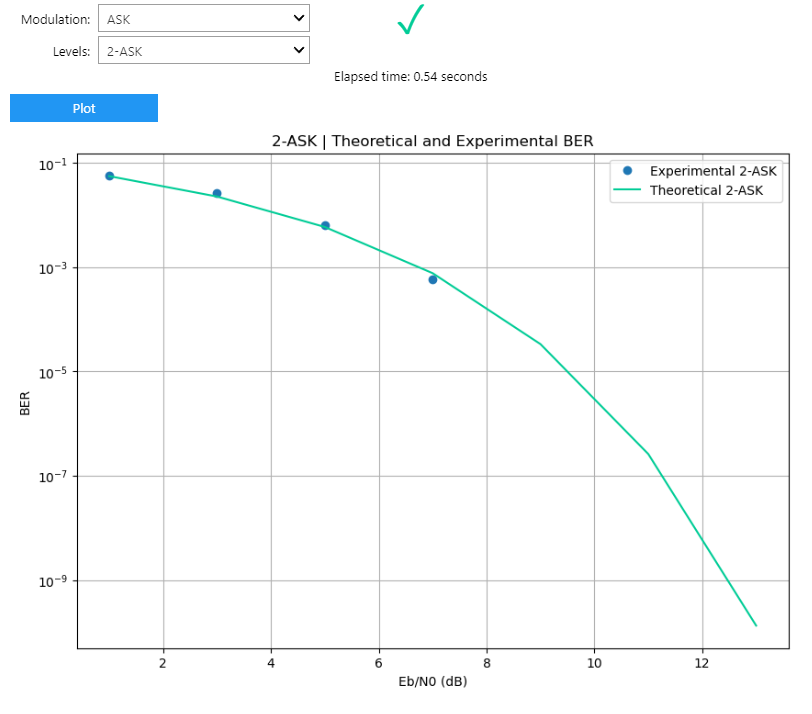 Modulation: ASK
Levels: 2-ASK
Elapsed time: 0.54 seconds
Plot
2-ASK | Theoretical and Experimental BER
Experimental 2-ASK
Theoretical 2-ASK
10⁻¹
10⁻³
10⁻⁵
10⁻⁷
10⁻⁹
BER
2 4 6 8 10 12
Eb/N0 (dB)